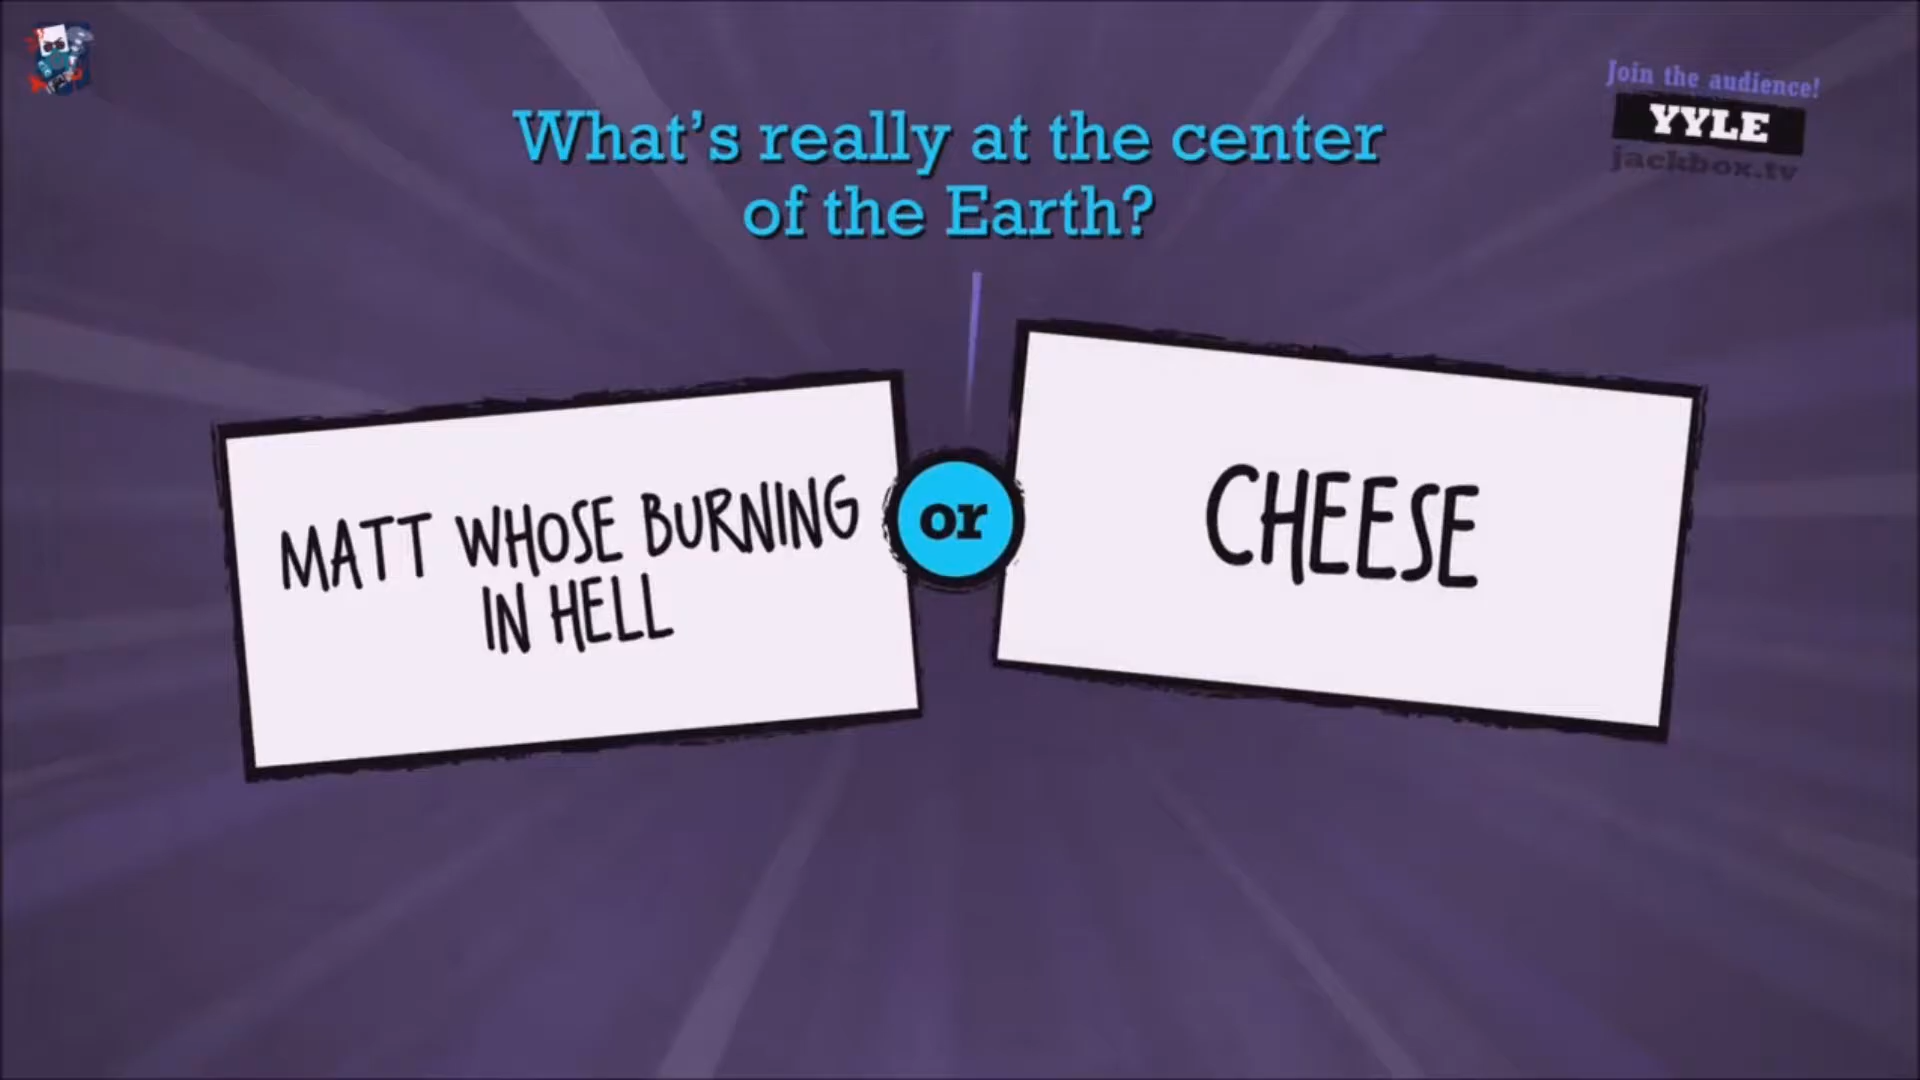 Join the audience!
YYLE
jackbox.tv
What's really at the center
of the Earth?
MATT WHOSE BURNING
IN HELL
or
CHEESE